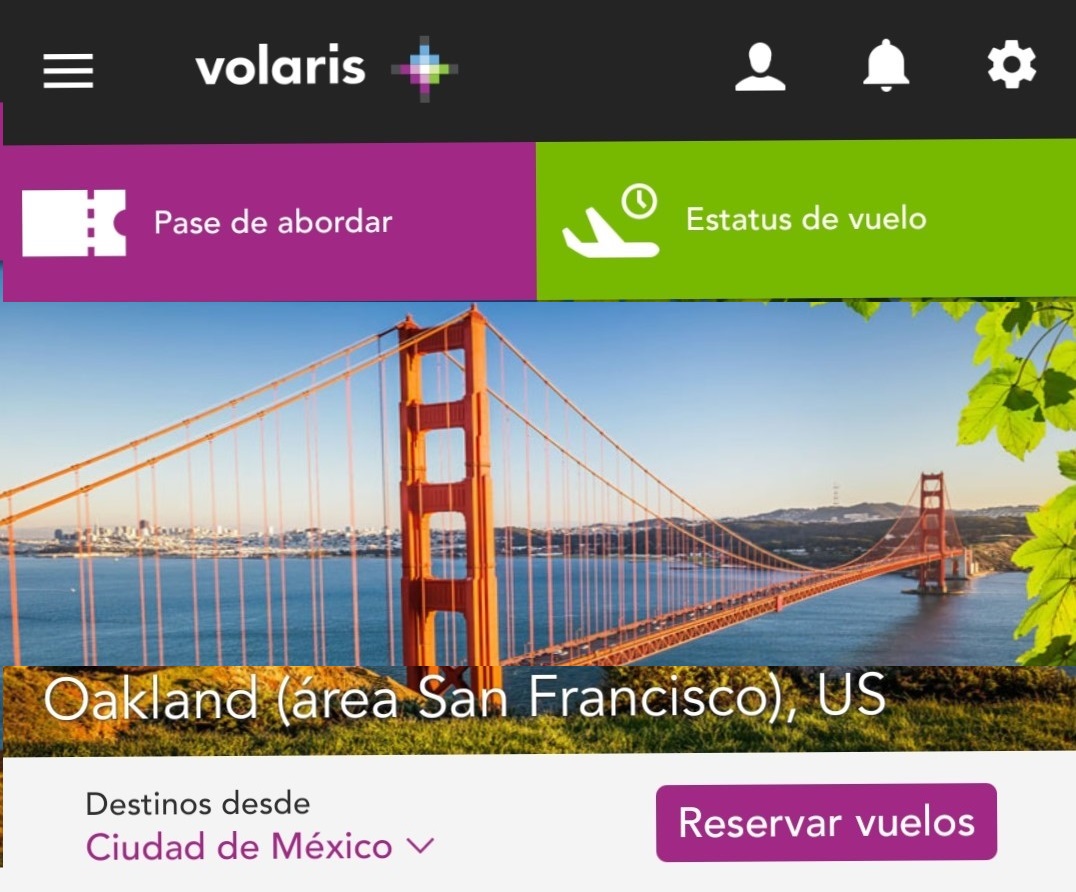 volaris
Pase de abordar
Estatus de vuelo
Oakland (área San Francisco), US
Destinos desde
Ciudad de México
Reservar vuelos